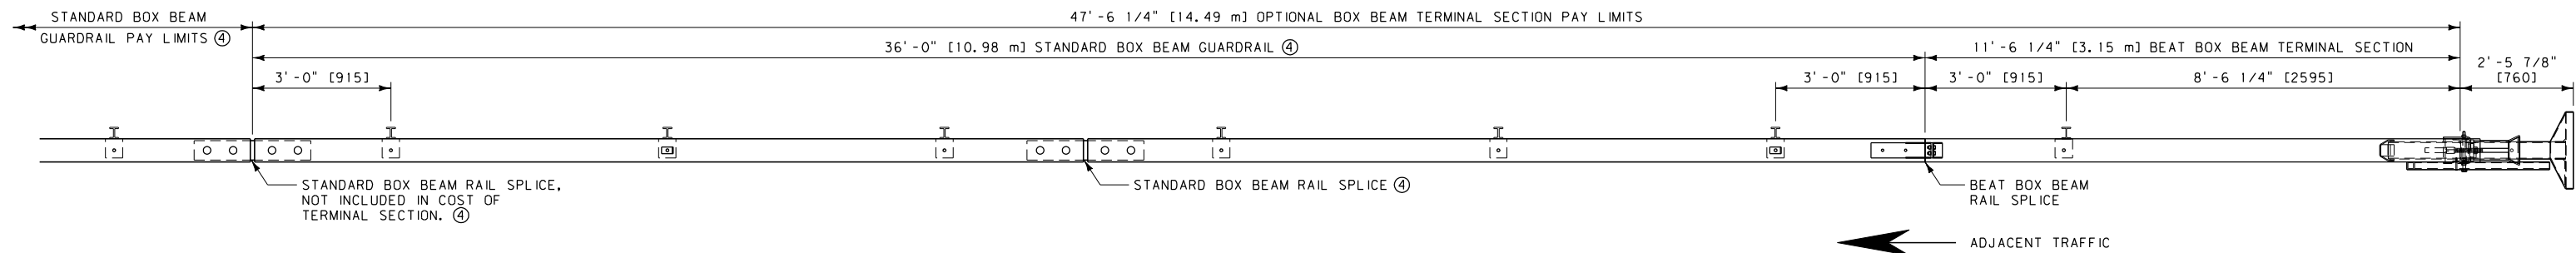 STANDARD BOX BEAM
GUARDRAIL PAY LIMITS ④
47'-6 1/4" [14.49 m] OPTIONAL BOX BEAM TERMINAL SECTION PAY LIMITS
36'-0" [10.98 m] STANDARD BOX BEAM GUARDRAIL ④
11'-6 1/4" [3.15 m] BEAT BOX BEAM TERMINAL SECTION
3'-0" [915]
3'-0" [915]
3'-0" [915]
8'-6 1/4" [2595]
2'-5 7/8"
[760]
STANDARD BOX BEAM RAIL SPLICE,
NOT INCLUDED IN COST OF
TERMINAL SECTION. ④
STANDARD BOX BEAM RAIL SPLICE ④
BEAT BOX BEAM
RAIL SPLICE
ADJACENT TRAFFIC